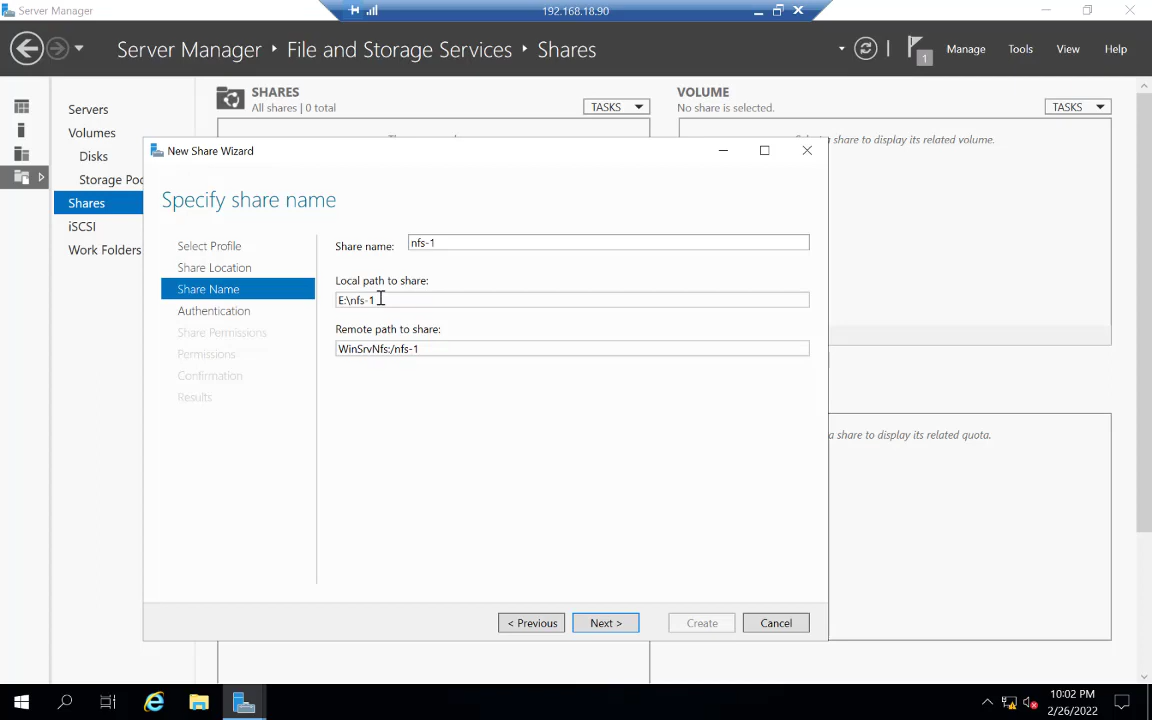 Server Manager
192.168.18.90
Server Manager ‣ File and Storage Services ‣ Shares
1
Manage
Tools
View
Help
Servers
Volumes
Disks
Storage Poo
Shares
iSCSI
Work Folders
SHARES
All shares | 0 total
TASKS
VOLUME
No share is selected.
TASKS
Select a share to display its related volume.
New Share Wizard
Specify share name
Select Profile
Share Location
Share Name
Authentication
Share Permissions
Permissions
Confirmation
Results
Share name:
nfs-1
Local path to share:
E:\nfs-1
Remote path to share:
WinSrvNfs:/nfs-1
a share to display its related quota.
< Previous
Next >
Create
Cancel
10:02 PM
2/26/2022